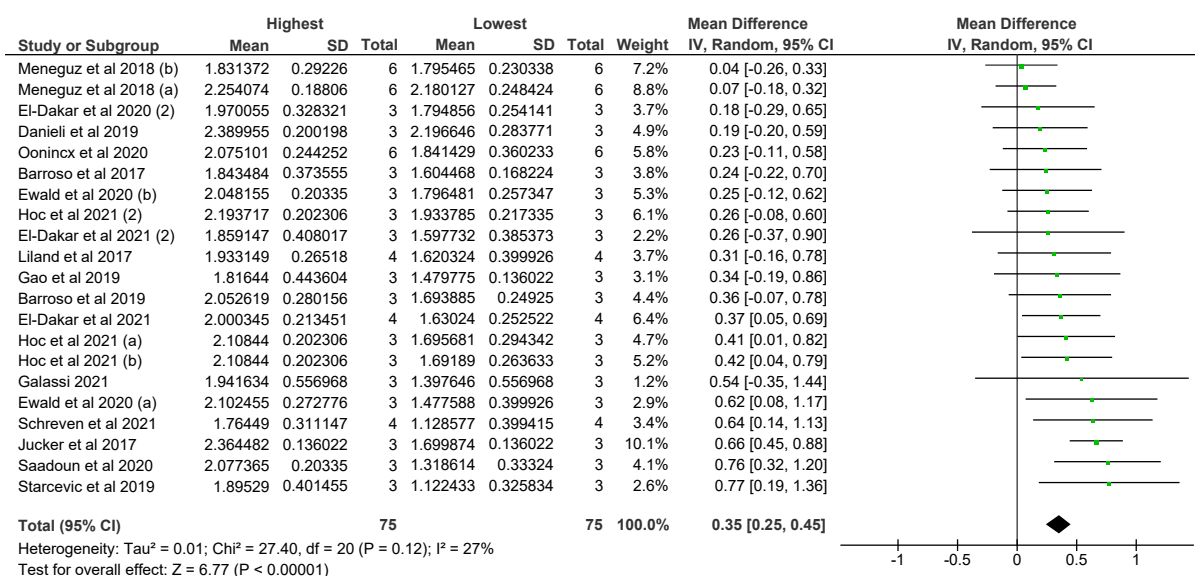 Highest Lowest Mean Difference Mean Difference
Study or Subgroup Mean SD Total Mean SD Total Weight IV, Random, 95% CI IV, Random, 95% CI
Meneguz et al 2018 (b) 1.831372 0.29226 6 1.795465 0.230338 6 7.2% 0.04 [-0.26, 0.33]
Meneguz et al 2018 (a) 2.254074 0.18806 6 2.180127 0.248424 6 8.8% 0.07 [-0.18, 0.32]
El-Dakar et al 2020 (2) 1.970055 0.328321 3 1.794856 0.254141 3 3.7% 0.18 [-0.29, 0.65]
Danieli et al 2019 2.389955 0.200198 3 2.196646 0.283771 3 4.9% 0.19 [-0.20, 0.59]
Oonincx et al 2020 2.075101 0.244252 6 1.841429 0.360233 6 5.8% 0.23 [-0.11, 0.58]
Barroso et al 2017 1.843484 0.373555 3 1.604468 0.168224 3 3.8% 0.24 [-0.22, 0.70]
Ewald et al 2020 (b) 2.048155 0.20335 3 1.796481 0.257347 3 5.3% 0.25 [-0.12, 0.62]
Hoc et al 2021 (2) 2.193717 0.202306 3 1.933785 0.217335 3 6.1% 0.26 [-0.08, 0.60]
El-Dakar et al 2021 (2) 1.859147 0.408017 3 1.597732 0.385373 3 2.2% 0.26 [-0.37, 0.90]
Liland et al 2017 1.933149 0.26518 4 1.620324 0.399926 4 3.7% 0.31 [-0.16, 0.78]
Gao et al 2019 1.81644 0.443604 3 1.479775 0.136022 3 3.1% 0.34 [-0.19, 0.86]
Barroso et al 2019 2.052619 0.280156 3 1.693885 0.24925 3 4.4% 0.36 [-0.07, 0.78]
El-Dakar et al 2021 2.000345 0.213451 4 1.63024 0.252522 4 6.4% 0.37 [0.05, 0.69]
Hoc et al 2021 (a) 2.10844 0.202306 3 1.695681 0.294342 3 4.7% 0.41 [0.01, 0.82]
Hoc et al 2021 (b) 2.10844 0.202306 3 1.69189 0.263633 3 5.2% 0.42 [0.04, 0.79]
Galassi 2021 1.941634 0.556968 3 1.397646 0.556968 3 1.2% 0.54 [-0.35, 1.44]
Ewald et al 2020 (a) 2.102455 0.272776 3 1.477588 0.399926 3 2.9% 0.62 [0.08, 1.17]
Schreven et al 2021 1.76449 0.311147 4 1.128577 0.399415 4 3.4% 0.64 [0.14, 1.13]
Jucker et al 2017 2.364482 0.136022 3 1.699874 0.136022 3 10.1% 0.66 [0.45, 0.88]
Saadoun et al 2020 2.077365 0.20335 3 1.318614 0.33324 3 4.1% 0.76 [0.32, 1.20]
Starcevic et al 2019 1.89529 0.401455 3 1.122433 0.325834 3 2.6% 0.77 [0.19, 1.36]
Total (95% CI) 75 75 100.0% 0.35 [0.25, 0.45]
Heterogeneity: Tau² = 0.01; Chi² = 27.40, df = 20 (P = 0.12); I² = 27%
Test for overall effect: Z = 6.77 (P < 0.00001)
-1 -0.5 0 0.5 1